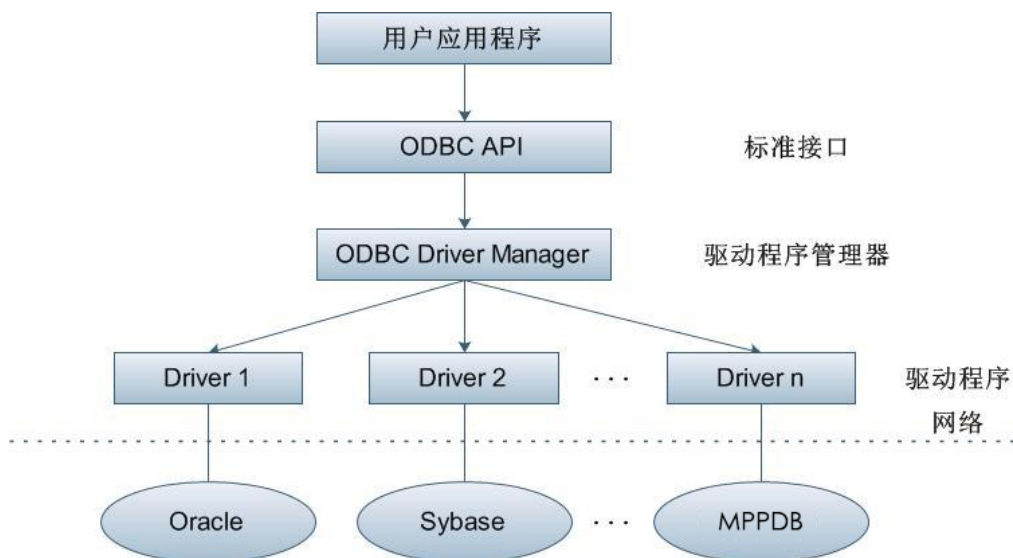 用户应用程序
ODBC API
标准接口
ODBC Driver Manager
驱动程序管理器
Driver 1
Driver 2
···
Driver n
驱动程序
网络
Oracle
Sybase
···
MPPDB